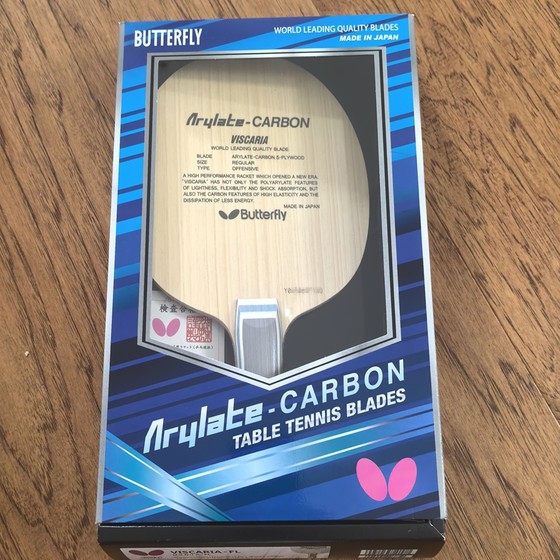 BUTTERFLY
WORLD LEADING QUALITY BLADES
MADE IN JAPAN
Arylate-CARBON
VISCARIA
WORLD LEADING QUALITY BLADE
BLADE ARYLATE-CARBON 5-PLYWOOD
SIZE REGULAR
TYPE OFFENSIVE
A HIGH PERFORMANCE RACKET WHICH OPENED A NEW ERA.
"VISCARIA" HAS NOT ONLY THE POLYARYLATE FEATURES
OF LIGHTNESS, FLEXIBILITY AND SHOCK ABSORPTION, BUT
ALSO THE CARBON FEATURES OF HIGH ELASTICITY AND THE
DISSIPATION OF LESS ENERGY.
MADE IN JAPAN
Butterfly
検査
Arylate-CARBON
TABLE TENNIS BLADES
VISCARIA-FL